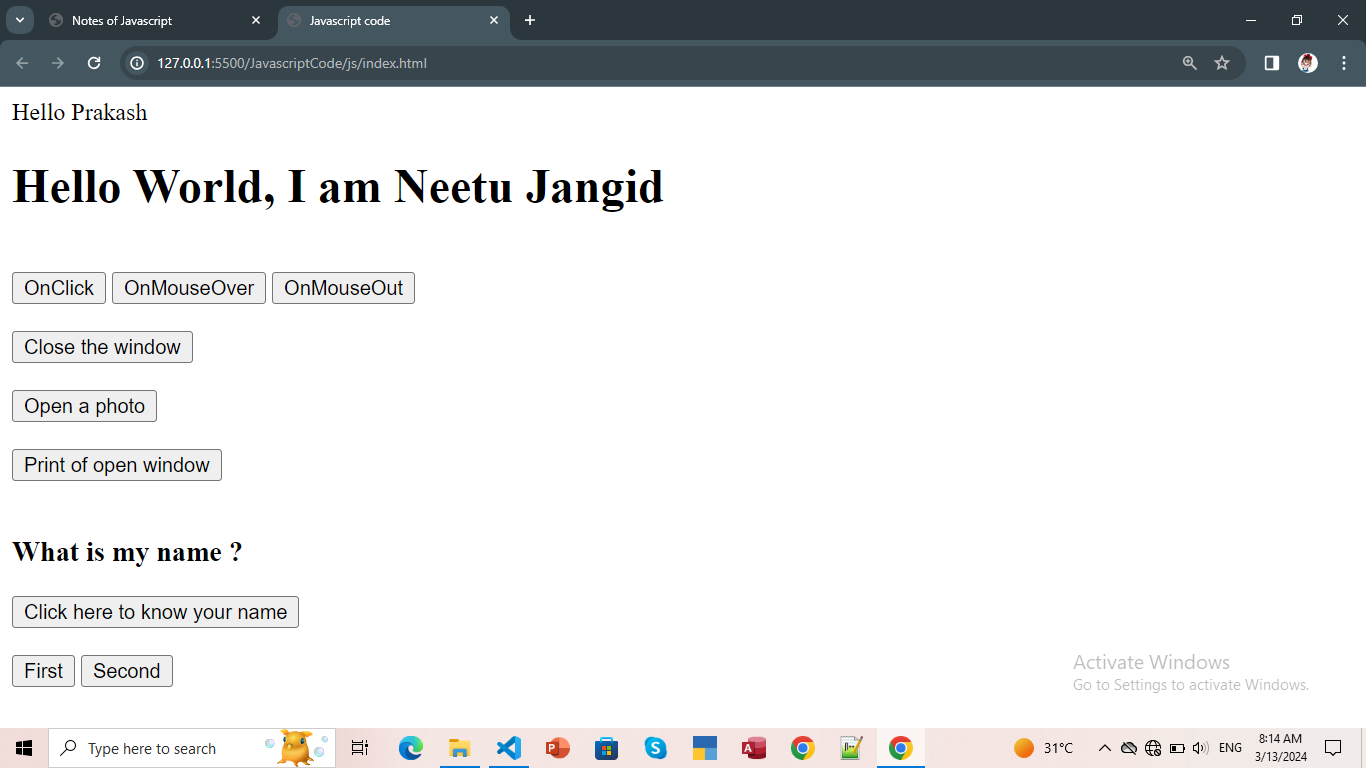 Notes of Javascript
Javascript code
127.0.0.1:5500/JavascriptCode/js/index.html
Hello Prakash
Hello World, I am Neetu Jangid
OnClick OnMouseOver OnMouseOut
Close the window
Open a photo
Print of open window
What is my name ?
Click here to know your name
First Second
Activate Windows
Go to Settings to activate Windows.
Type here to search
31°C
ENG
8:14 AM
3/13/2024